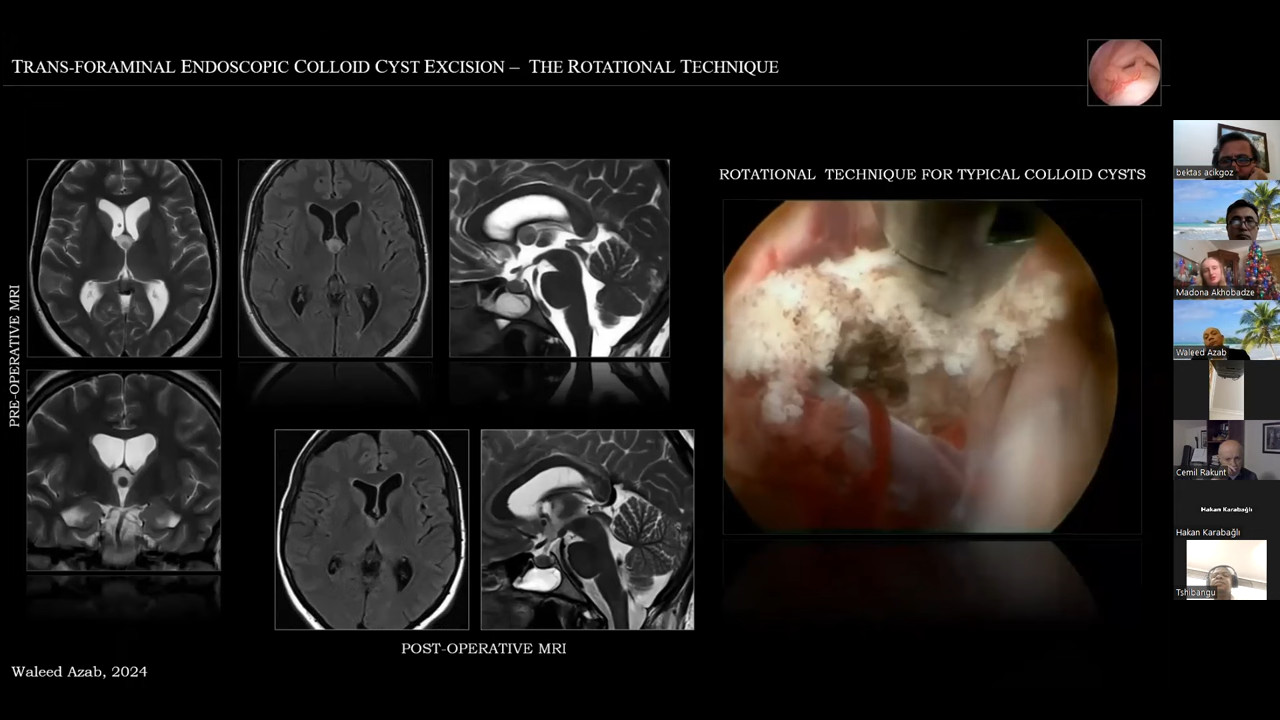 TRANS-FORAMINAL ENDOSCOPIC COLLOID CYST EXCISION – THE ROTATIONAL TECHNIQUE
ROTATIONAL TECHNIQUE FOR TYPICAL COLLOID CYSTS
PRE-OPERATIVE MRI
POST-OPERATIVE MRI
Waleed Azab, 2024
bektas acikgoz
Madona Akhobadze
Waleed Azab
Cemil Rakunt
Hakan Karabağlı
Hakan Karabağlı
Tshibangu